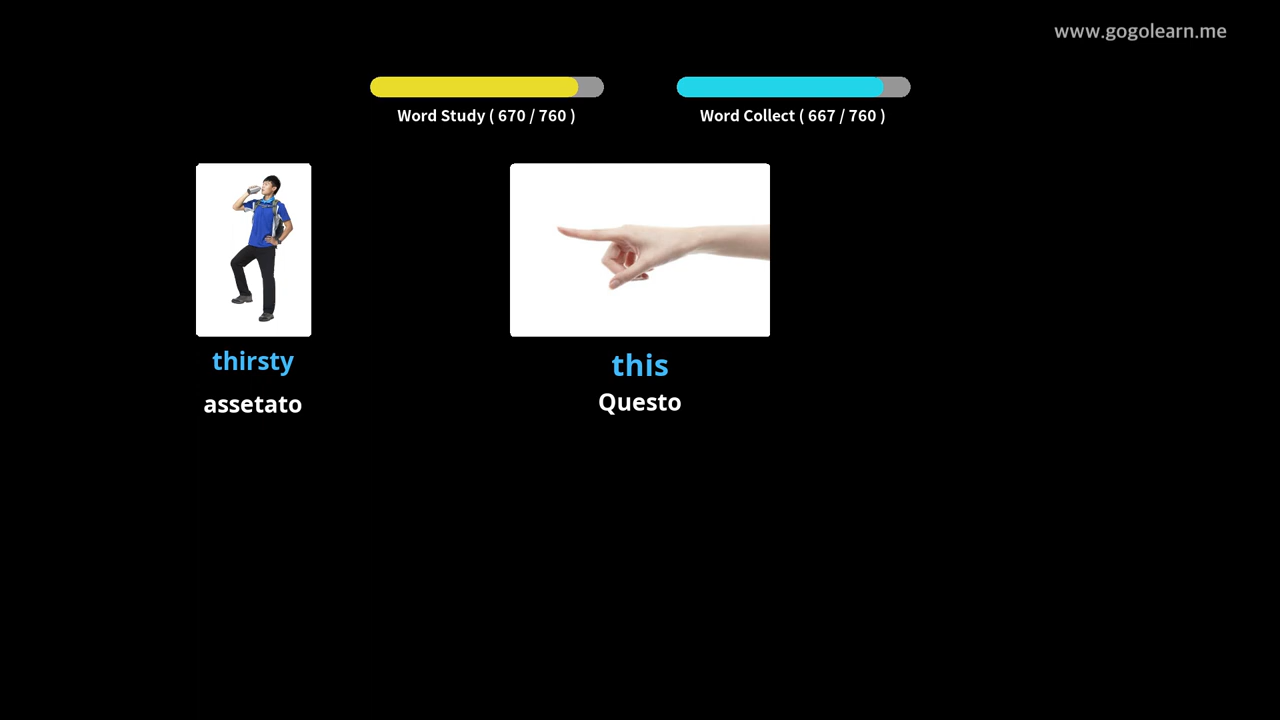 www.gogolearn.me
Word Study ( 670 / 760 )
Word Collect ( 667 / 760 )
thirsty
assetato
this
Questo